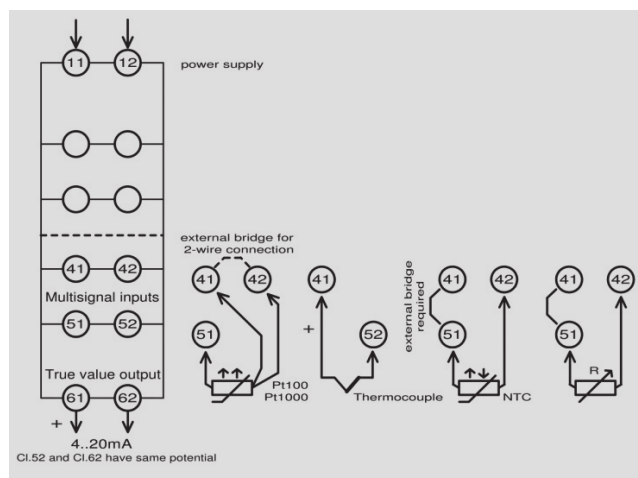 11 12 power supply
external bridge for
2-wire connection
41 42 41 42 41 41 42 41 42
Multisignal inputs
external bridge
required
51 52 51 + 52 51 51
True value output
R
61 62 Pt100
Pt1000 Thermocouple NTC
+
4..20mA
Cl.52 and Cl.62 have same potential